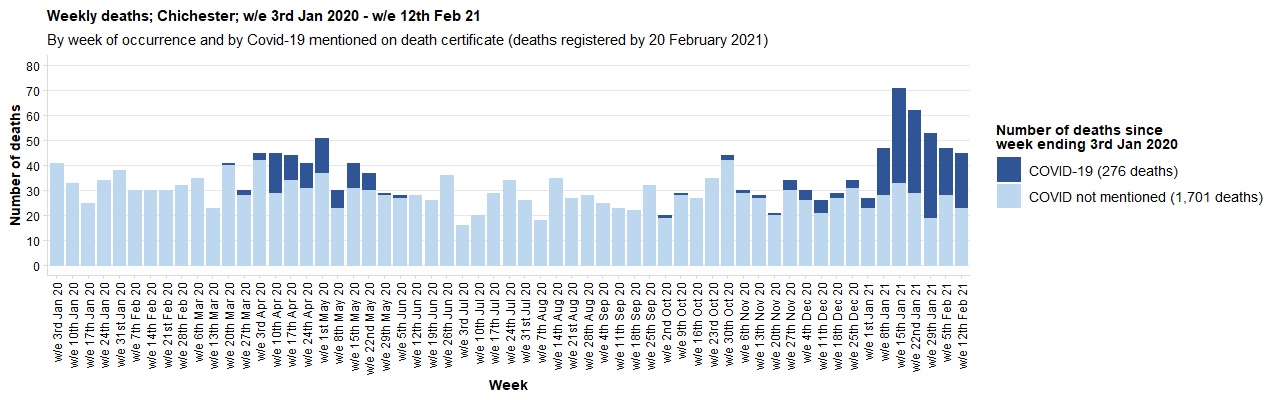 Weekly deaths; Chichester; w/e 3rd Jan 2020 - w/e 12th Feb 21
By week of occurrence and by Covid-19 mentioned on death certificate (deaths registered by 20 February 2021)
Number of deaths
80
70
60
50
40
30
20
10
0
w/e 3rd Jan 20
w/e 10th Jan 20
w/e 17th Jan 20
w/e 24th Jan 20
w/e 31st Jan 20
w/e 7th Feb 20
w/e 14th Feb 20
w/e 21st Feb 20
w/e 28th Feb 20
w/e 6th Mar 20
w/e 13th Mar 20
w/e 20th Mar 20
w/e 27th Mar 20
w/e 3rd Apr 20
w/e 10th Apr 20
w/e 17th Apr 20
w/e 24th Apr 20
w/e 1st May 20
w/e 8th May 20
w/e 15th May 20
w/e 22nd May 20
w/e 29th May 20
w/e 5th Jun 20
w/e 12th Jun 20
w/e 19th Jun 20
w/e 26th Jun 20
w/e 3rd Jul 20
w/e 10th Jul 20
w/e 17th Jul 20
w/e 24th Jul 20
w/e 31st Jul 20
w/e 7th Aug 20
w/e 14th Aug 20
w/e 21st Aug 20
w/e 28th Aug 20
w/e 4th Sep 20
w/e 11th Sep 20
w/e 18th Sep 20
w/e 25th Sep 20
w/e 2nd Oct 20
w/e 9th Oct 20
w/e 16th Oct 20
w/e 23rd Oct 20
w/e 30th Oct 20
w/e 6th Nov 20
w/e 13th Nov 20
w/e 20th Nov 20
w/e 27th Nov 20
w/e 4th Dec 20
w/e 11th Dec 20
w/e 18th Dec 20
w/e 25th Dec 20
w/e 1st Jan 21
w/e 8th Jan 21
w/e 15th Jan 21
w/e 22nd Jan 21
w/e 29th Jan 21
w/e 5th Feb 21
w/e 12th Feb 21
Week
Number of deaths since
week ending 3rd Jan 2020
COVID-19 (276 deaths)
COVID not mentioned (1,701 deaths)